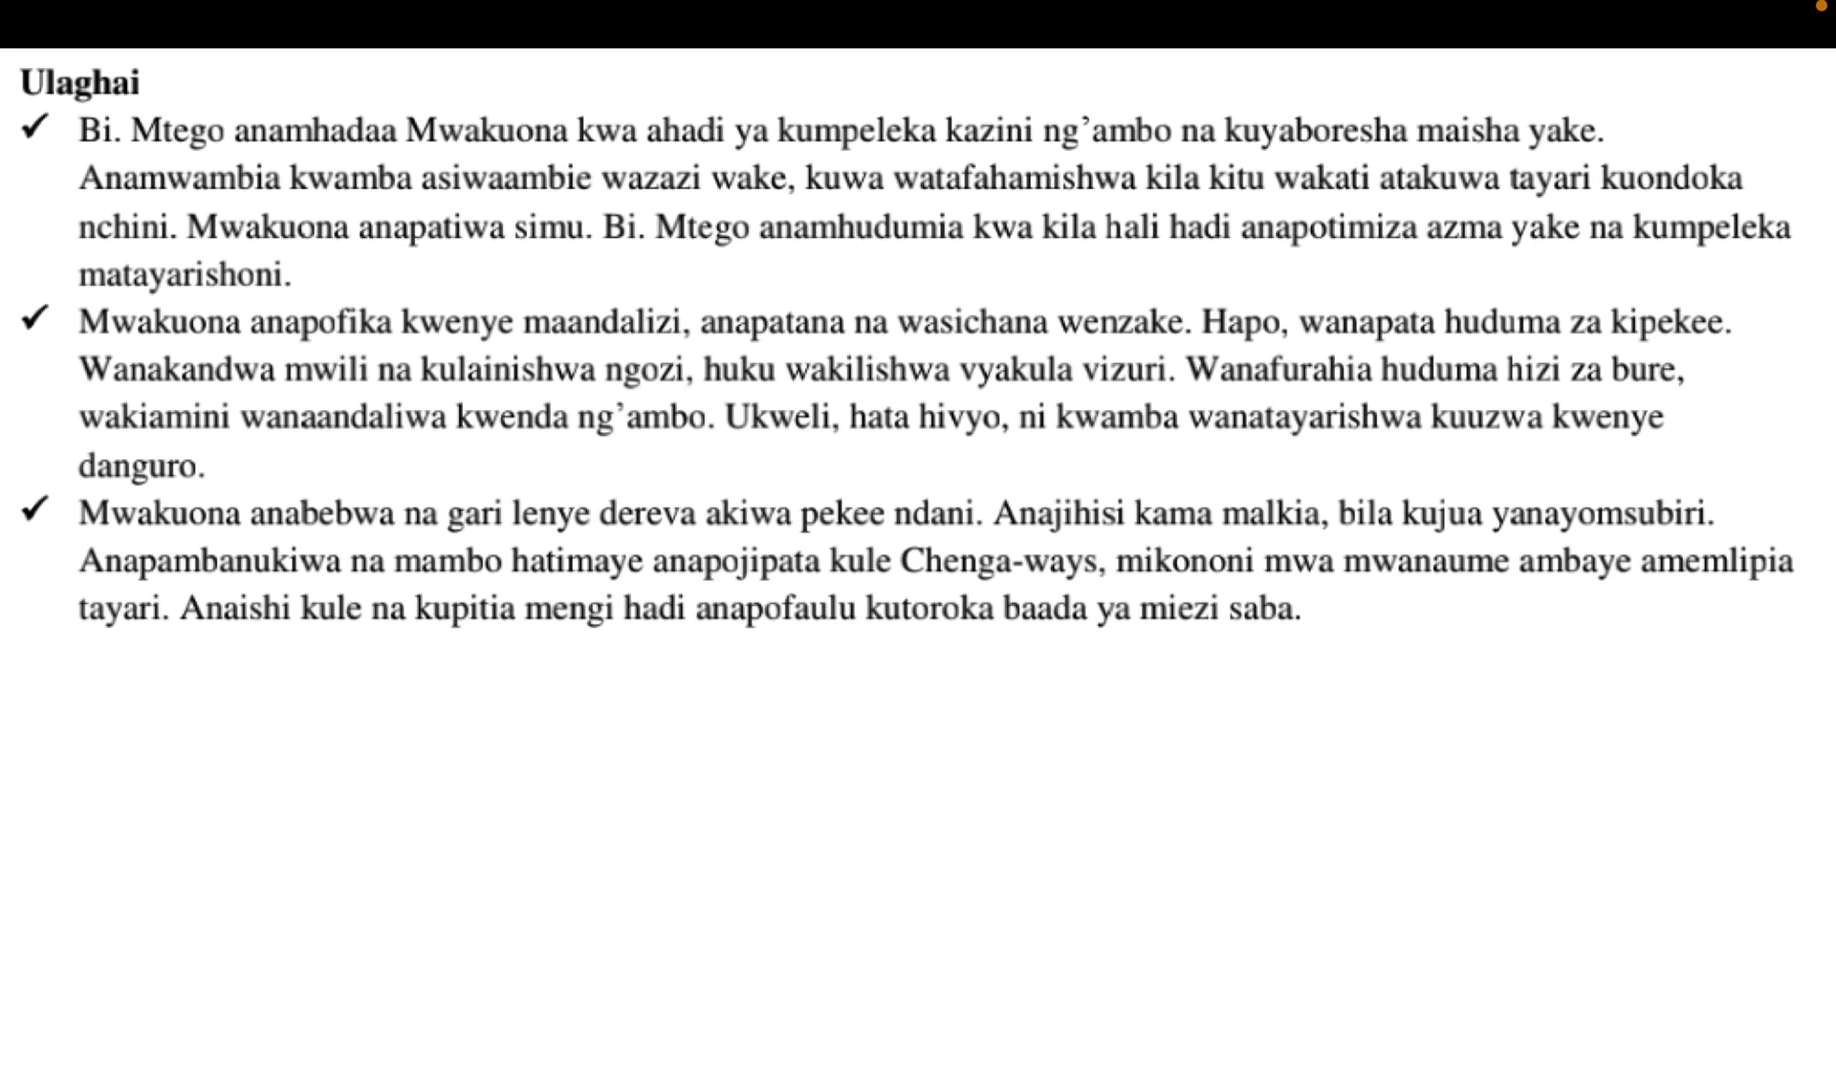 Ulaghai
✓ Bi. Mtego anamhadaa Mwakuona kwa ahadi ya kumpeleka kazini ng’ambo na kuyaboresha maisha yake.
Anamwambia kwamba asiwaambie wazazi wake, kuwa watafahamishwa kila kitu wakati atakuwa tayari kuondoka
nchini. Mwakuona anapatiwa simu. Bi. Mtego anamhudumia kwa kila hali hadi anapotimiza azma yake na kumpeleka
matayarishoni.
✓ Mwakuona anapofika kwenye maandalizi, anapatana na wasichana wenzake. Hapo, wanapata huduma za kipekee.
Wanakandwa mwili na kulainishwa ngozi, huku wakilishwa vyakula vizuri. Wanafurahia huduma hizi za bure,
wakiamini wanaandaliwa kwenda ng’ambo. Ukweli, hata hivyo, ni kwamba wanatayarishwa kuuzwa kwenye
danguro.
✓ Mwakuona anabebwa na gari lenye dereva akiwa pekee ndani. Anajihisi kama malkia, bila kujua yanayomsubiri.
Anapambanukiwa na mambo hatimaye anapojipata kule Chenga-ways, mikononi mwa mwanaume ambaye amemlipia
tayari. Anaishi kule na kupitia mengi hadi anapofaulu kutoroka baada ya miezi saba.